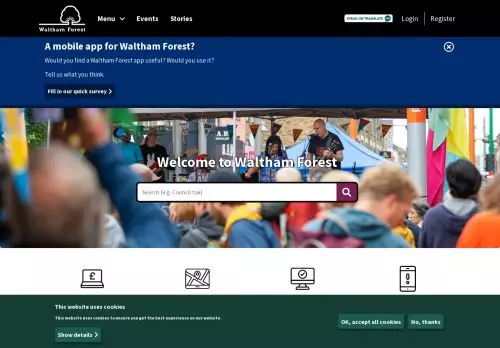 Waltham Forest
Menu
Events
Stories
SPEAK OR TRANSLATE
Login
Register
A mobile app for Waltham Forest?
Would you find a Waltham Forest app useful? Would you use it?
Tell us what you think
Fill in our quick survey
Welcome to Waltham Forest
Search (e.g. Council tax)
This website uses cookies
This website uses cookies to ensure you get the best experience on our website.
OK, accept all cookies
No, thanks
Show details